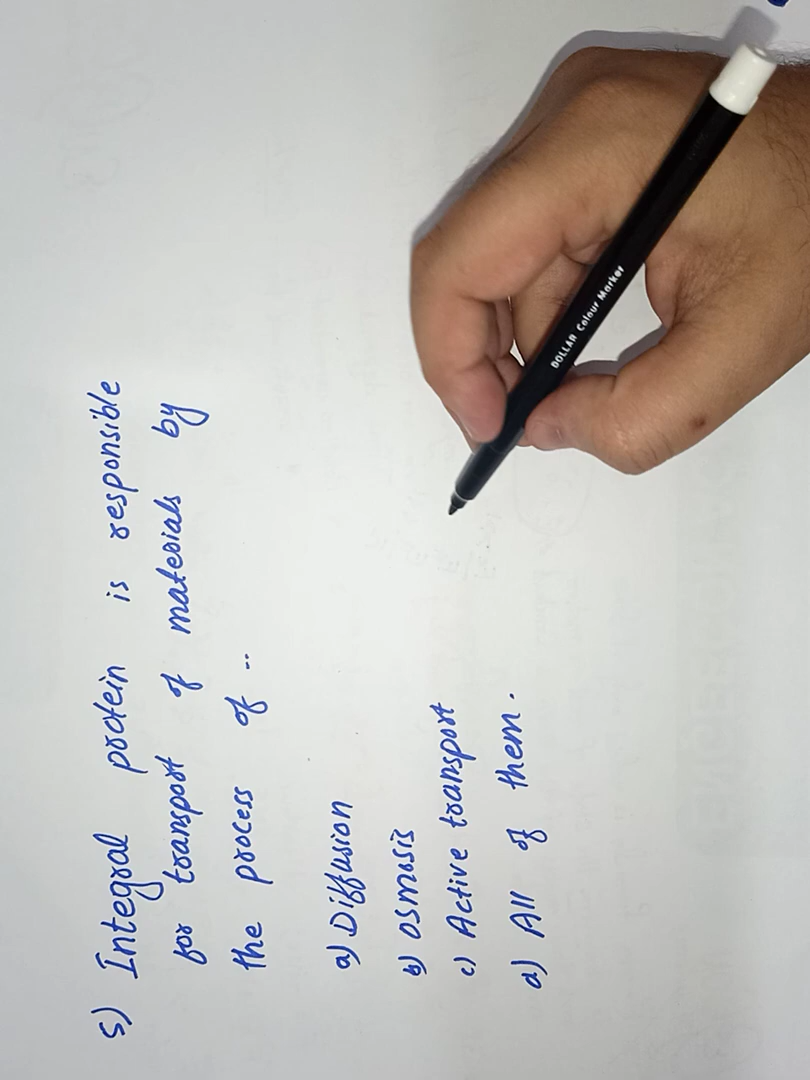 5) Integral protein is responsible
for transport of materials by
the process of ..
a) Diffusion
b) osmosis
c) Active transport
d) All of them.
DOLLAR Colour Marker